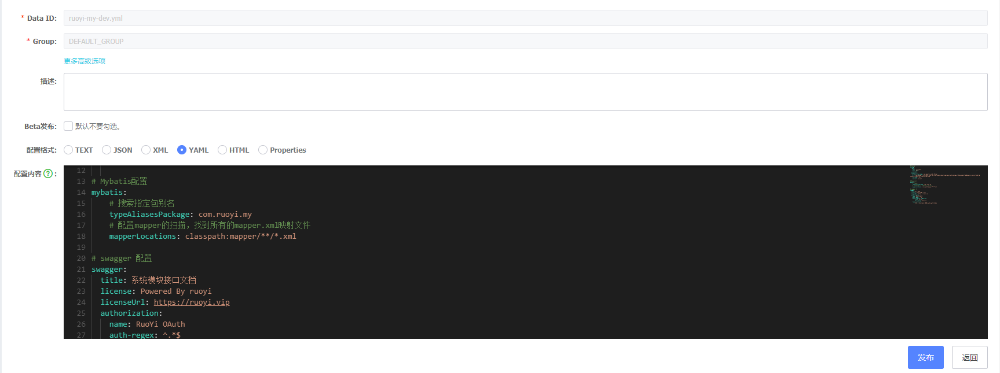 * Data ID: ruoyi-my-dev.yml
* Group: DEFAULT_GROUP
更多高级选项
描述:
Beta发布: 默认不要勾选。
配置格式: TEXT JSON XML YAML HTML Properties
配置内容 ? :
12
13 # Mybatis配置
14 mybatis:
15 # 搜索指定包别名
16 typeAliasesPackage: com.ruoyi.my
17 # 配置mapper的扫描，找到所有的mapper.xml映射文件
18 mapperLocations: classpath:mapper/**/*.xml
19
20 # swagger 配置
21 swagger:
22 title: 系统模块接口文档
23 license: Powered By ruoyi
24 licenseUrl: https://ruoyi.vip
25 authorization:
26 name: RuoYi OAuth
27 auth-regex: ^.*$
发布 返回